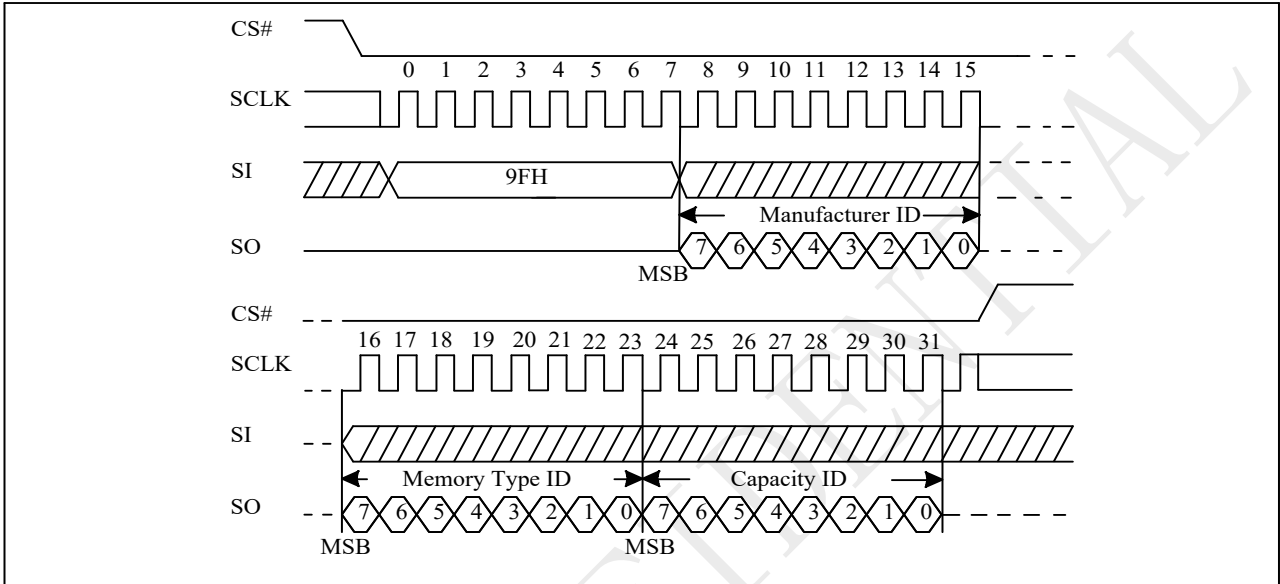 CS#
0 1 2 3 4 5 6 7 8 9 10 11 12 13 14 15
SCLK
SI
9FH
Manufacturer ID
SO
7 6 5 4 3 2 1 0
MSB
CS#
16 17 18 19 20 21 22 23 24 25 26 27 28 29 30 31
SCLK
SI
Memory Type ID Capacity ID
SO
7 6 5 4 3 2 1 0 7 6 5 4 3 2 1 0
MSB MSB